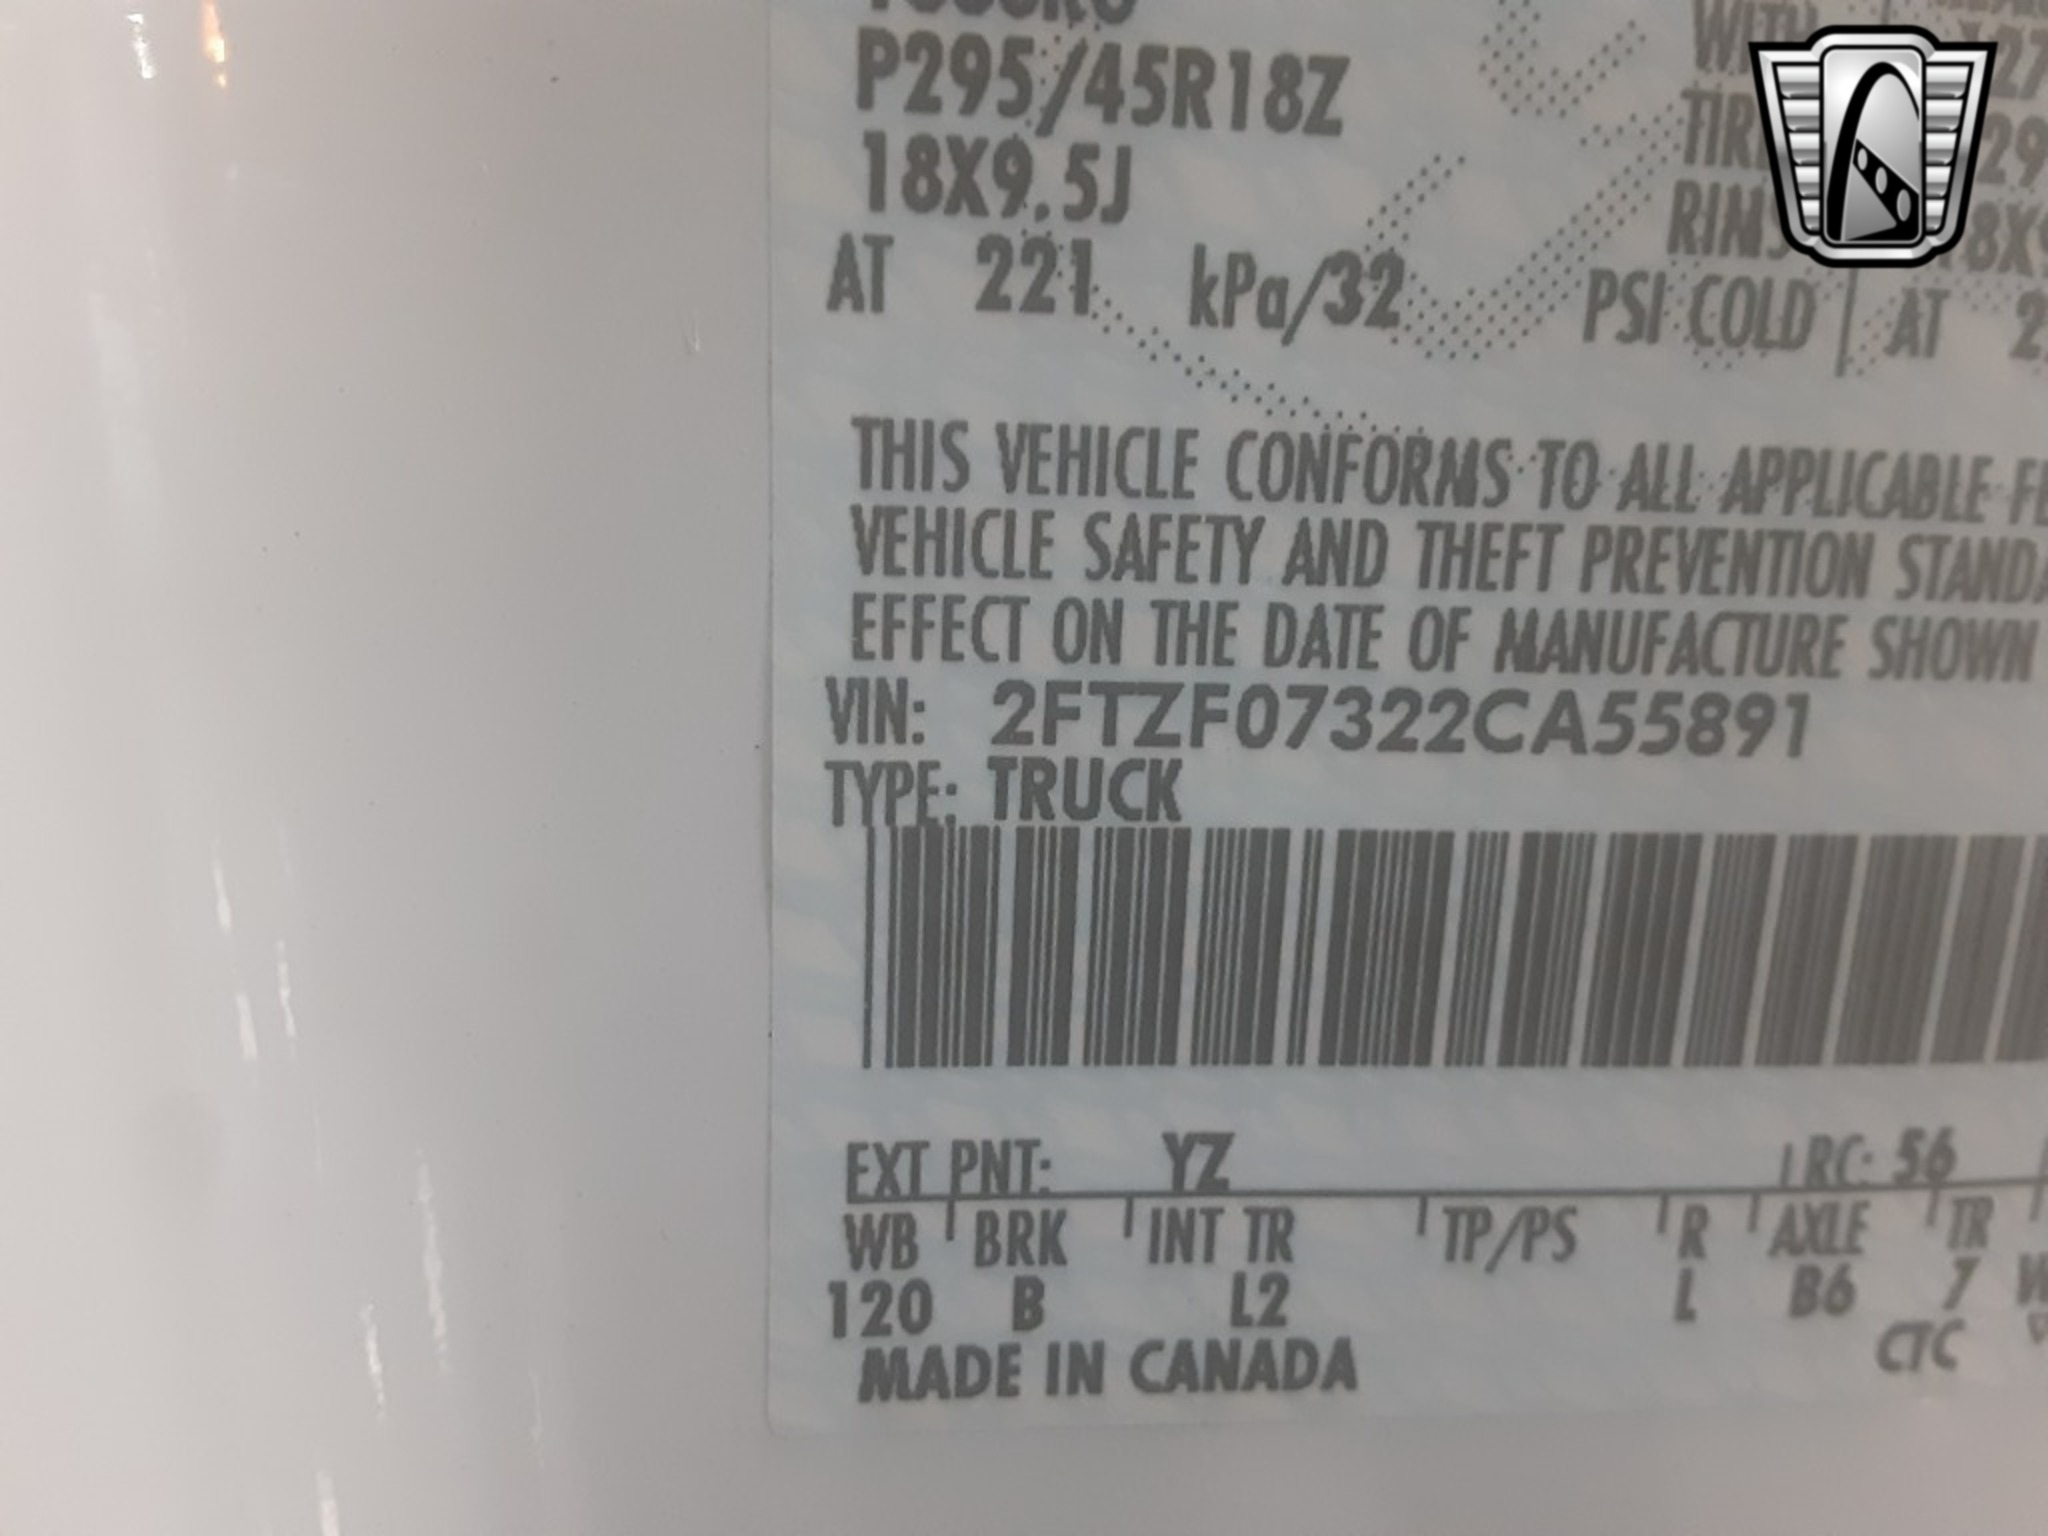 P295/45R18Z WITH
18X9.5J RIMS
AT 221 kPa/32 PSI COLD AT
THIS VEHICLE CONFORMS TO ALL APPLICABLE
VEHICLE SAFETY AND THEFT PREVENTION
EFFECT ON THE DATE OF MANUFACTURE SHOWN
VIN: 2FTZF07322CA55891
TYPE: TRUCK
EXT PNT: YZ RC: 56
WB BRK INT TR TP/PS R AXLE TR
120 B L2 L B6 7
CTC
MADE IN CANADA